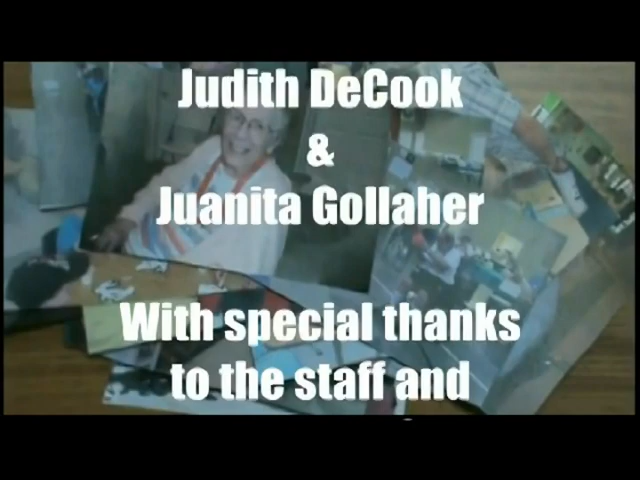 Judith DeCook
&
Juanita Gollaher
With special thanks
to the staff and